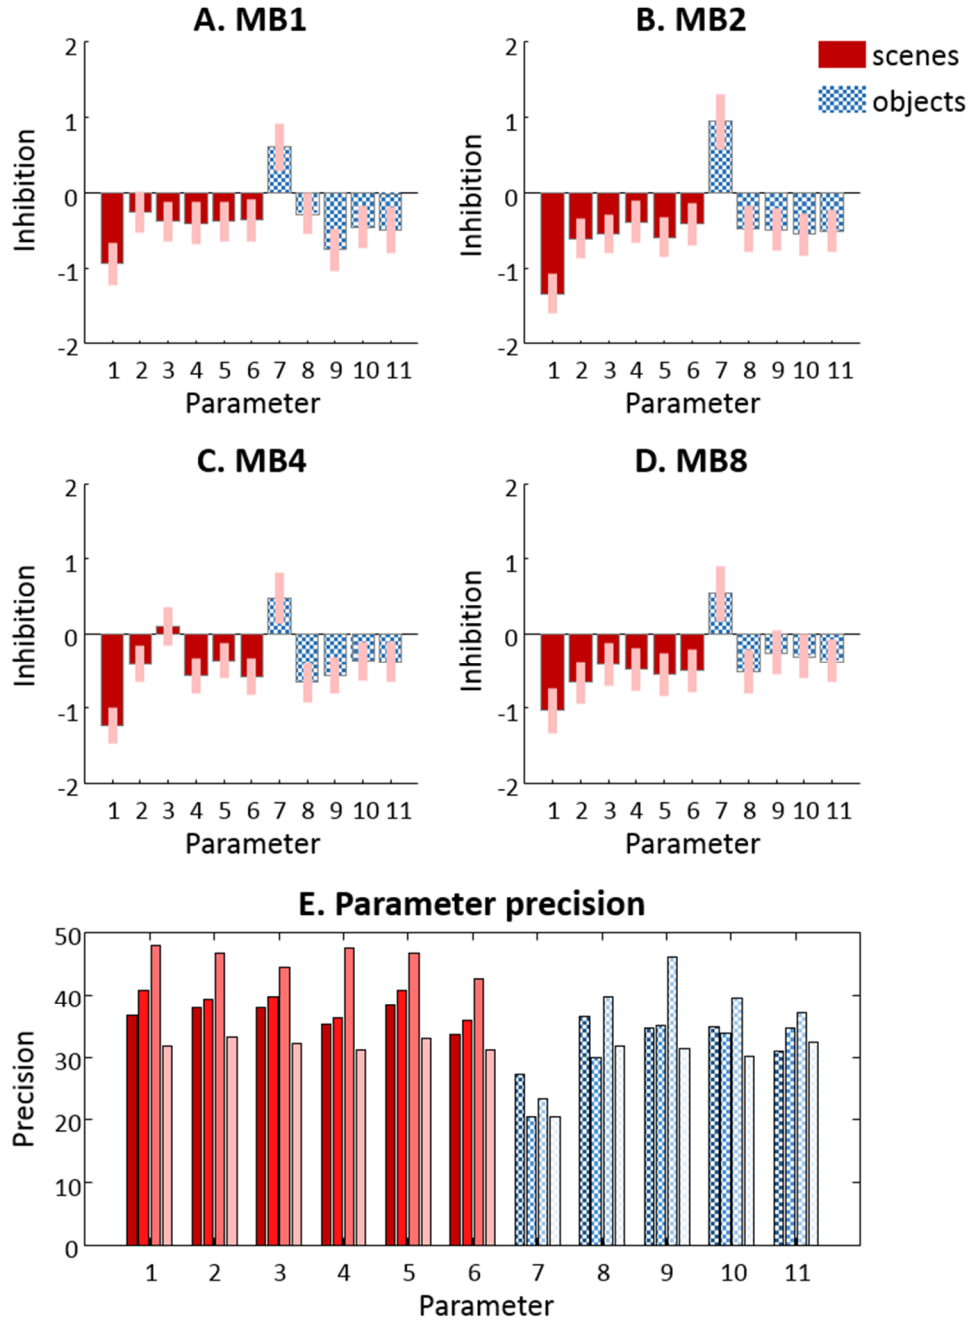 A. MB1
B. MB2
scenes
objects
2
1
0
-1
-2
Inhibition
1 2 3 4 5 6 7 8 9 10 11
Parameter
2
1
0
-1
-2
Inhibition
1 2 3 4 5 6 7 8 9 10 11
Parameter
C. MB4
D. MB8
2
1
0
-1
-2
Inhibition
1 2 3 4 5 6 7 8 9 10 11
Parameter
2
1
0
-1
-2
Inhibition
1 2 3 4 5 6 7 8 9 10 11
Parameter
E. Parameter precision
50
40
30
20
10
0
Precision
1 2 3 4 5 6 7 8 9 10 11
Parameter